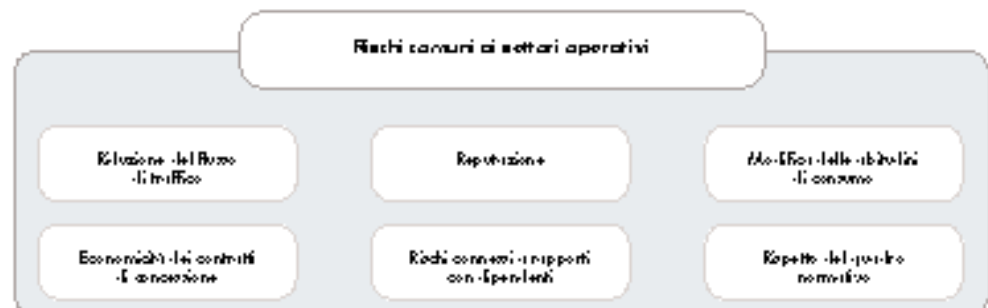 Rischi comuni ai settori operativi
Riduzione del flusso
di traffico
Reputazione
Modifica delle abitudini
di consumo
Economicità dei contratti
di concessione
Rischi connessi a rapporti
con dipendenti
Rispetto del quadro
normativo